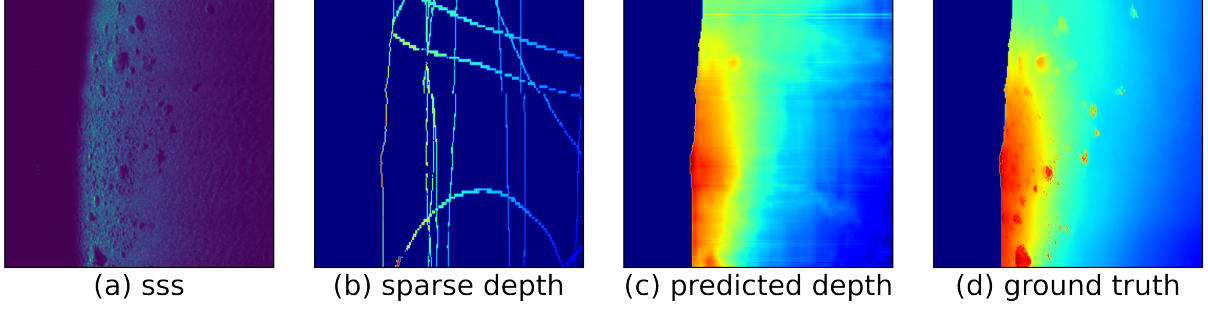 (a) sss
(b) sparse depth
(c) predicted depth
(d) ground truth